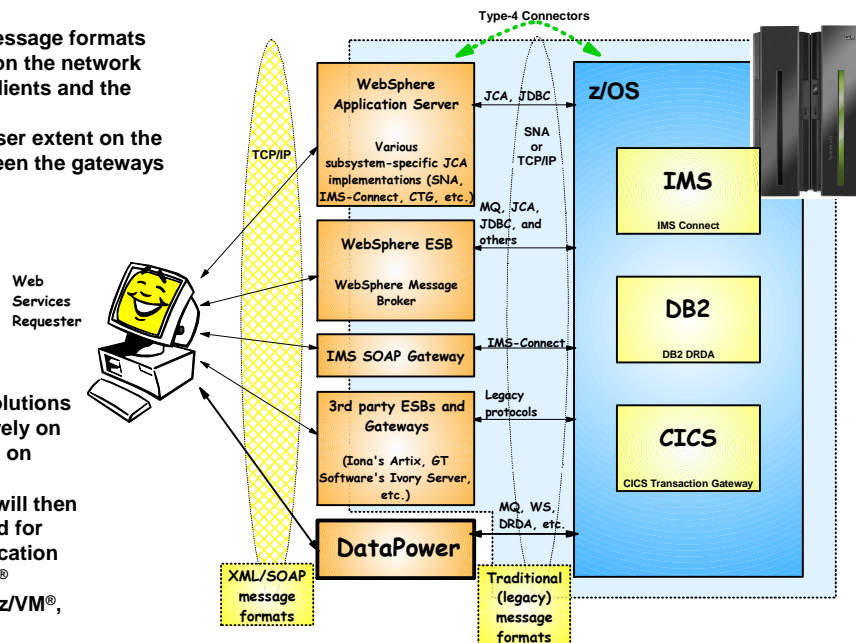 essage formats
on the network
lients and the
ser extent on the
een the gateways
Web
Services
Requester
olutions
vely on
on
will then
d for
cation
®
z/VM®,
TCP/IP
XML/SOAP
message
formats
Type-4 Connectors
WebSphere
Application Server
Various
subsystem-specific JCA
implementations (SNA,
IMS-Connect, CTG, etc.)
WebSphere ESB
WebSphere Message
Broker
IMS SOAP Gateway
3rd party ESBs and
Gateways
(Iona's Artix, GT
Software's Ivory Server,
etc.)
DataPower
JCA, JDBC
SNA
or
TCP/IP
MQ, JCA,
JDBC, and
others
IMS-Connect
Legacy
protocols
MQ, WS,
DRDA, etc.
Traditional
(legacy)
message
formats
z/OS
IMS
IMS Connect
DB2
DB2 DRDA
CICS
CICS Transaction Gateway